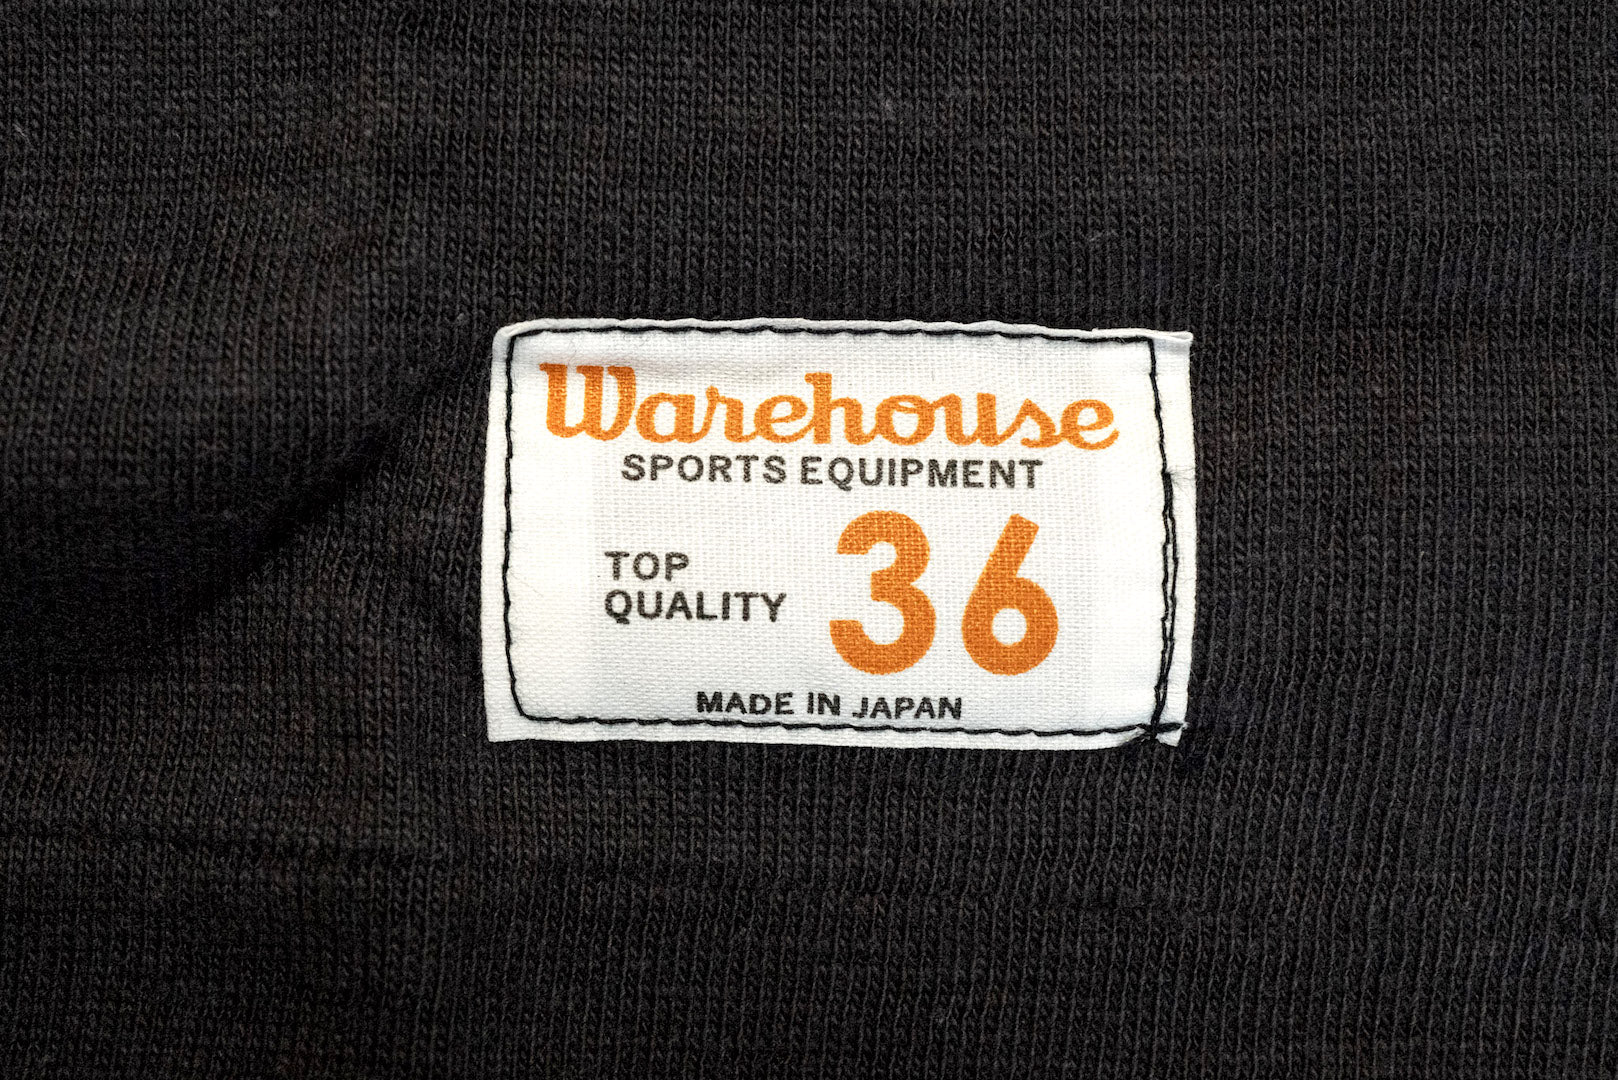 Warehouse
SPORTS EQUIPMENT
TOP
QUALITY
36
MADE IN JAPAN